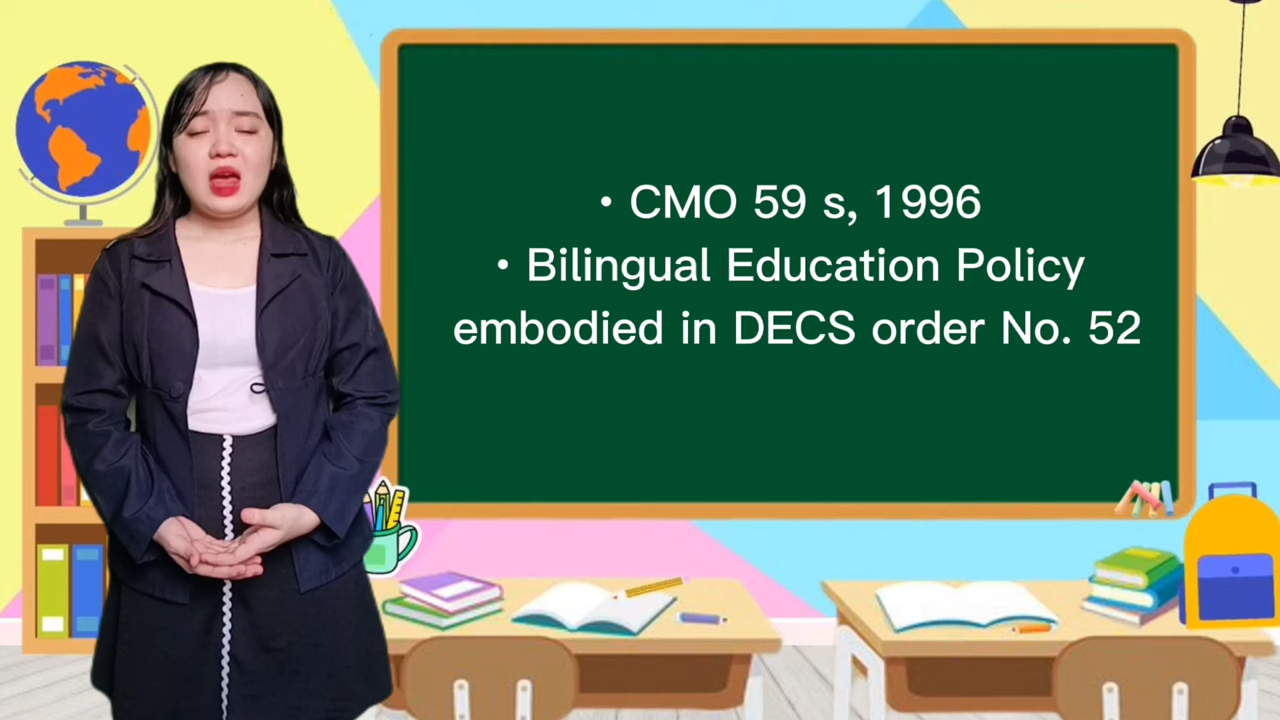 • CMO 59 s, 1996
• Bilingual Education Policy
embodied in DECS order No. 52